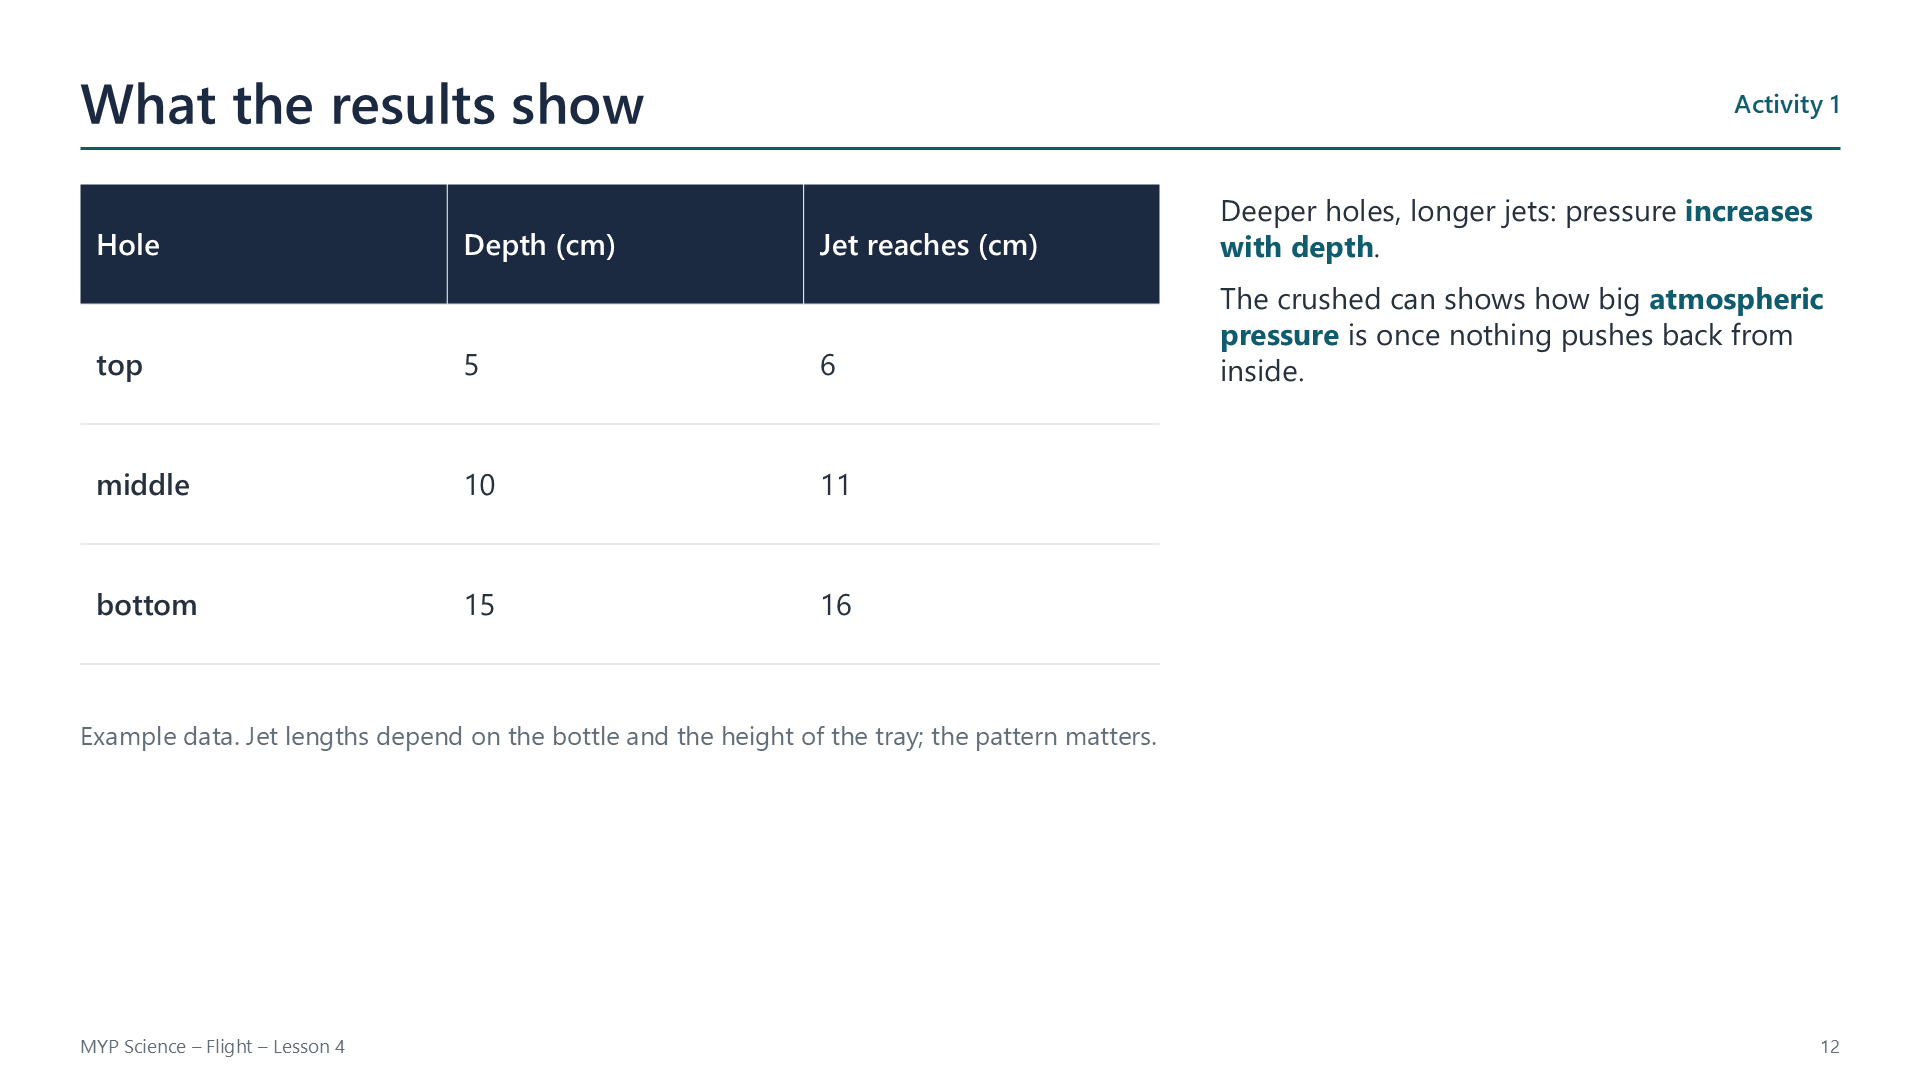 What the results show
Activity 1
Hole Depth (cm) Jet reaches (cm)
top 5 6
middle 10 11
bottom 15 16
Example data. Jet lengths depend on the bottle and the height of the tray; the pattern matters.
Deeper holes, longer jets: pressure increases
with depth.
The crushed can shows how big atmospheric
pressure is once nothing pushes back from
inside.
MYP Science – Flight – Lesson 4
12